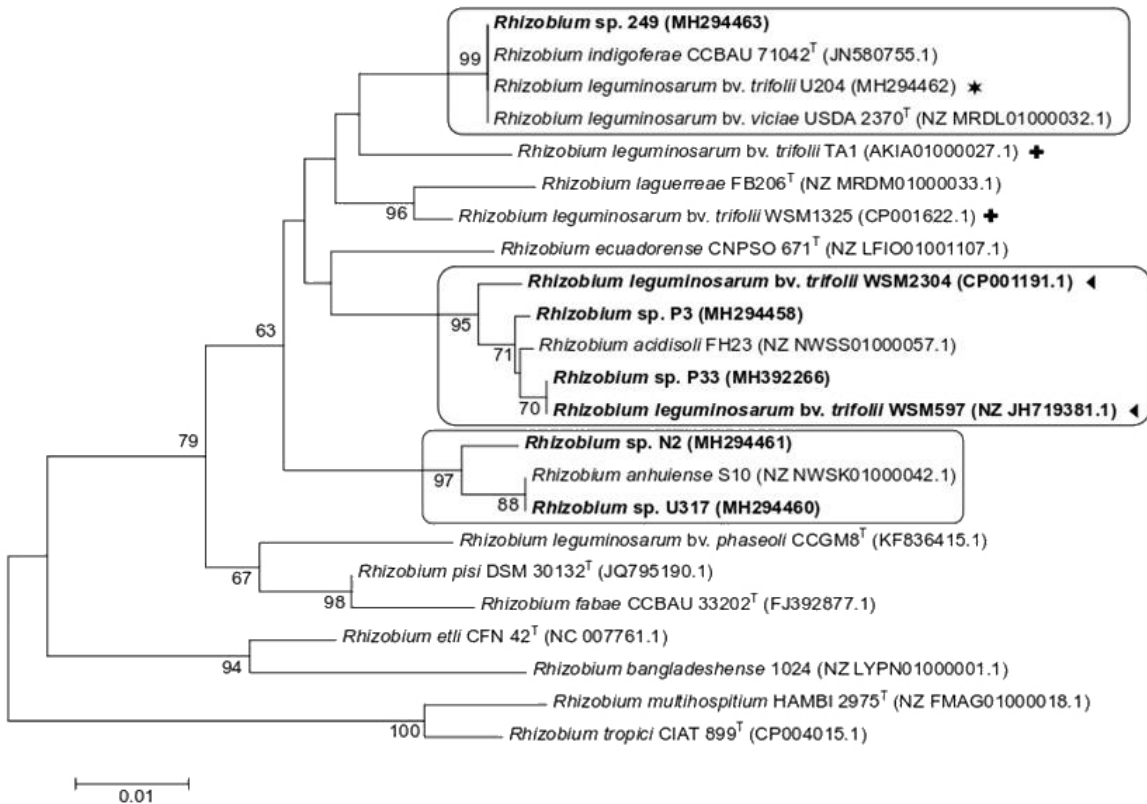 Rhizobium sp. 249 (MH294463)
99
Rhizobium indigoferae CCBAU 71042T (JN580755.1)
Rhizobium leguminosarum bv. trifolii U204 (MH294462)
Rhizobium leguminosarum bv. viciae USDA 2370T (NZ MRDL01000032.1)
Rhizobium leguminosarum bv. trifolii TA1 (AKIA01000027.1)
Rhizobium laguerreae FB206T (NZ MRDM01000033.1)
96
Rhizobium leguminosarum bv. trifolii WSM1325 (CP001622.1)
Rhizobium ecuadorense CNPSO 671T (NZ LFIO01001107.1)
Rhizobium leguminosarum bv. trifolii WSM2304 (CP001191.1)
95
Rhizobium sp. P3 (MH294458)
63
71
Rhizobium acidisoli FH23 (NZ NWSS01000057.1)
Rhizobium sp. P33 (MH392266)
70
Rhizobium leguminosarum bv. trifolii WSM597 (NZ JH719381.1)
79
Rhizobium sp. N2 (MH294461)
97
Rhizobium anhuiense S10 (NZ NWSK01000042.1)
88
Rhizobium sp. U317 (MH294460)
Rhizobium leguminosarum bv. phaseoli CCGM8T (KF836415.1)
67
Rhizobium pisi DSM 30132T (JQ795190.1)
98
Rhizobium fabae CCBAU 33202T (FJ392877.1)
Rhizobium etli CFN 42T (NC 007761.1)
94
Rhizobium bangladeshense 1024 (NZ LYPN01000001.1)
Rhizobium multihospitium HAMBI 2975T (NZ FMAG01000018.1)
100
Rhizobium tropici CIAT 899T (CP004015.1)
0.01